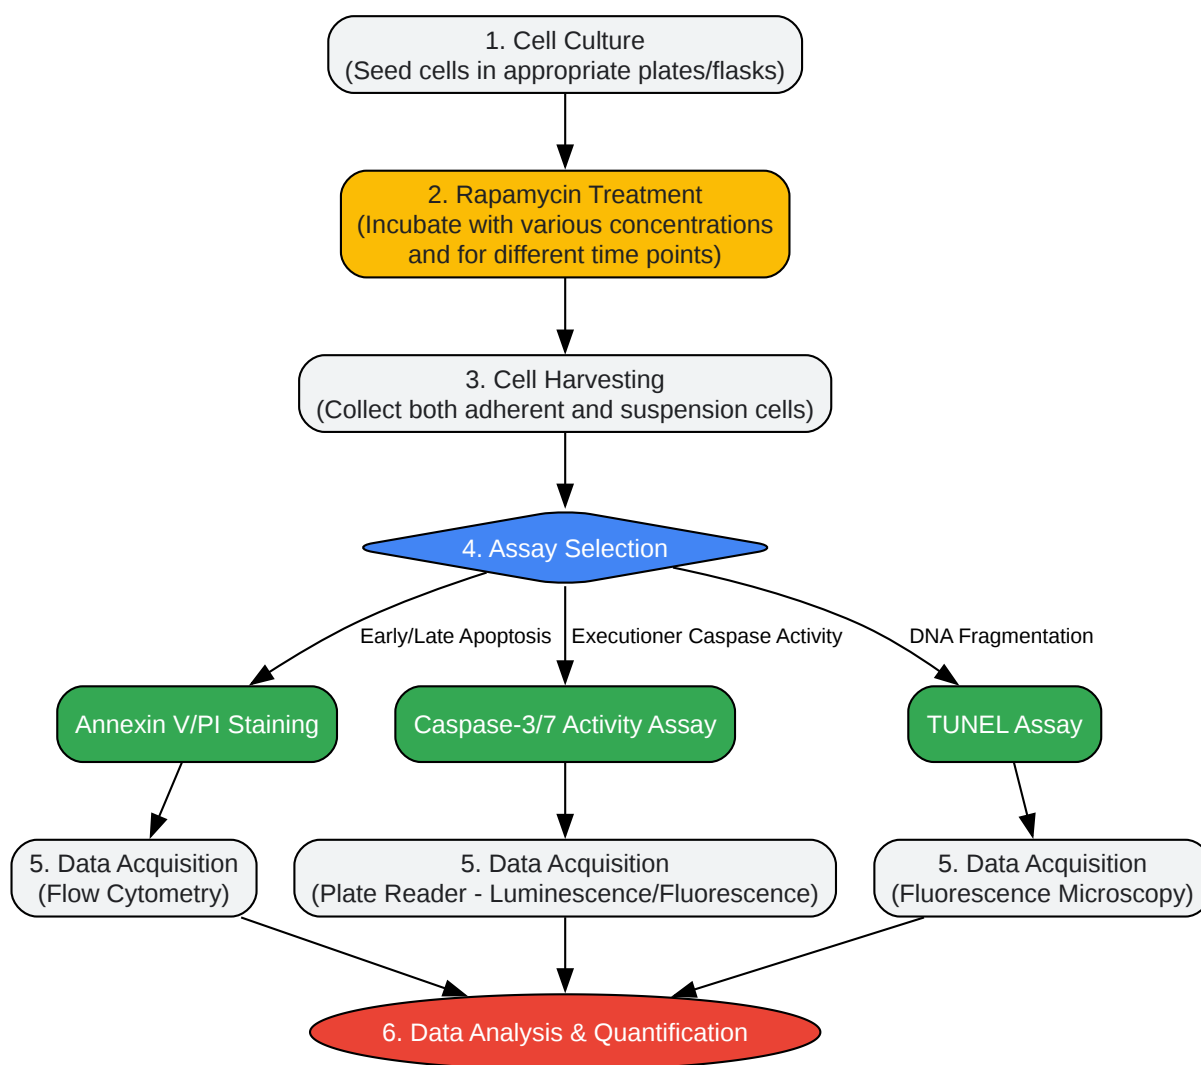 1. Cell Culture
(Seed cells in appropriate plates/flasks)
2. Rapamycin Treatment
(Incubate with various concentrations
and for different time points)
3. Cell Harvesting
(Collect both adherent and suspension cells)
4. Assay Selection
Early/Late Apoptosis
Executioner Caspase Activity
DNA Fragmentation
Annexin V/PI Staining
Caspase-3/7 Activity Assay
TUNEL Assay
5. Data Acquisition
(Flow Cytometry)
5. Data Acquisition
(Plate Reader - Luminescence/Fluorescence)
5. Data Acquisition
(Fluorescence Microscopy)
6. Data Analysis & Quantification